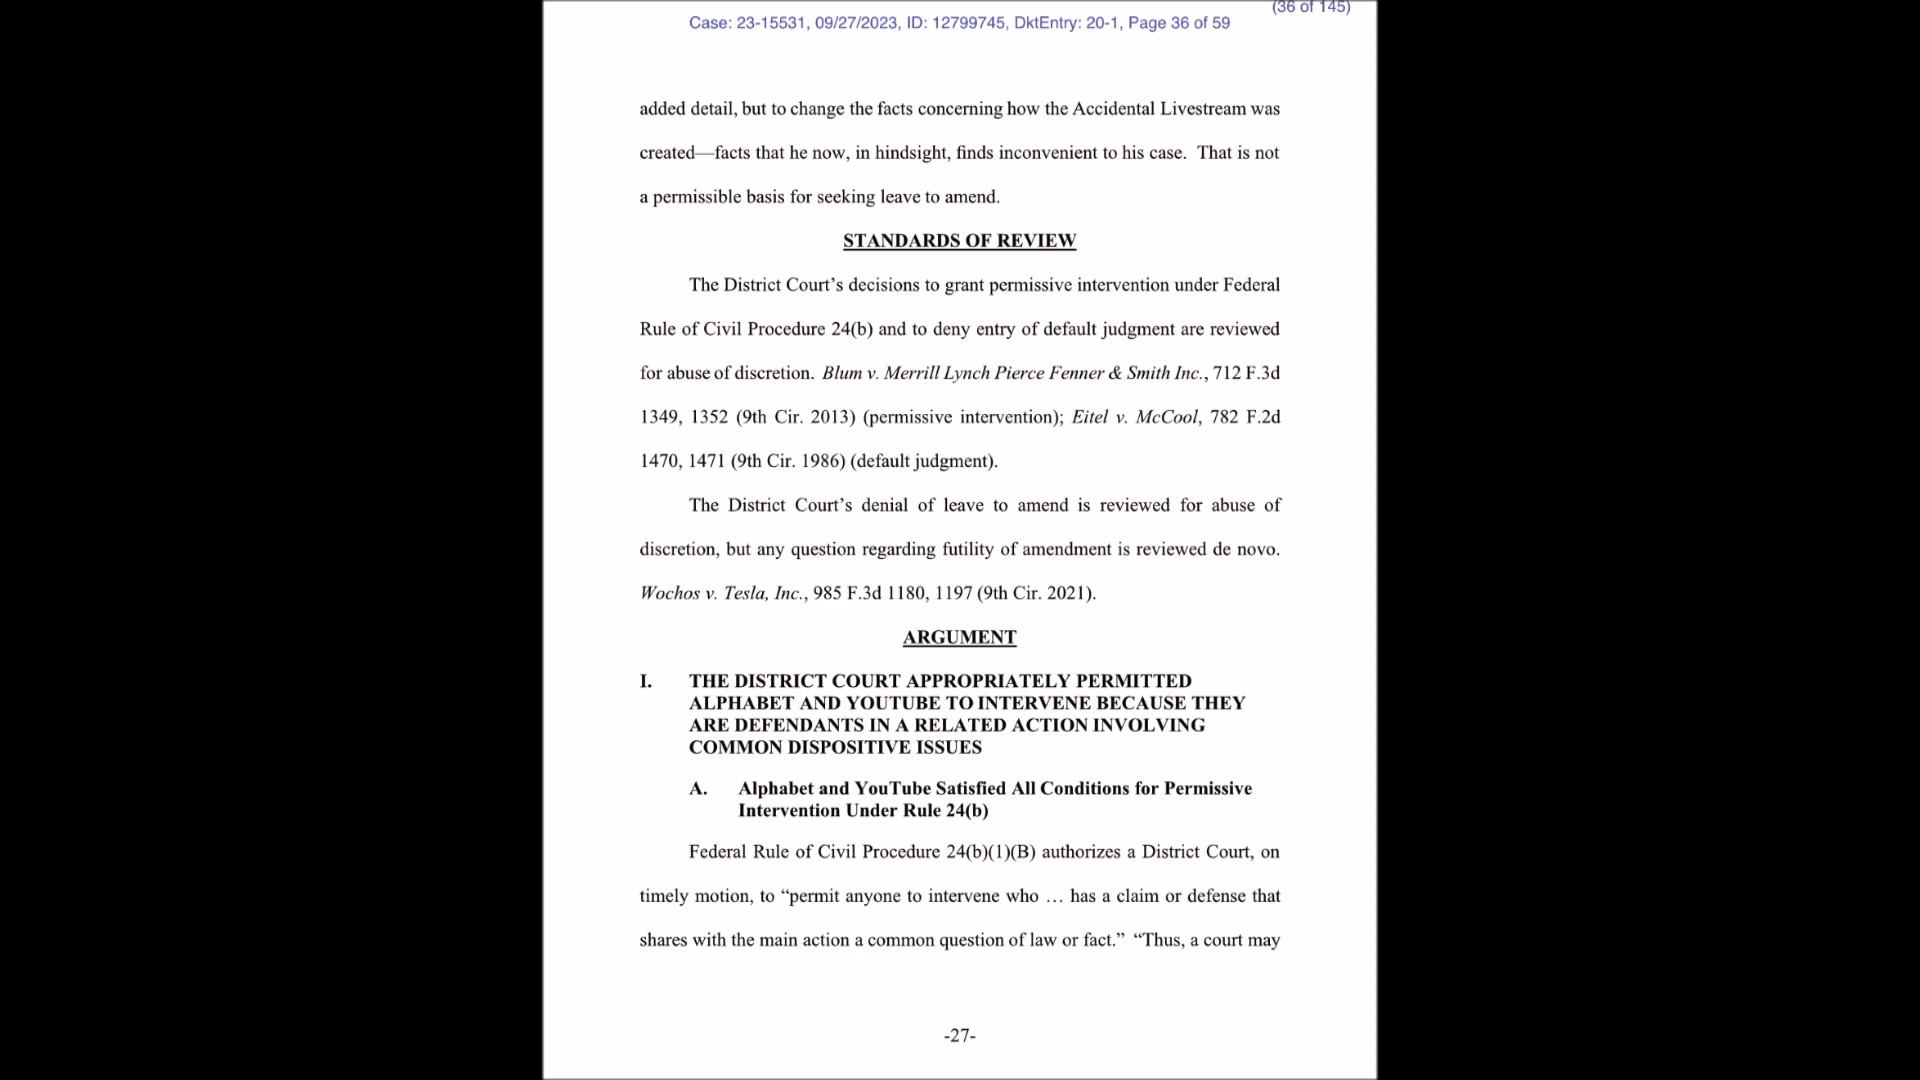 (36 of 145)
Case: 23-15531, 09/27/2023, ID: 12799745, DktEntry: 20-1, Page 36 of 59
added detail, but to change the facts concerning how the Accidental Livestream was
created—facts that he now, in hindsight, finds inconvenient to his case.  That is not
a permissible basis for seeking leave to amend.
STANDARDS OF REVIEW
The District Court’s decisions to grant permissive intervention under Federal
Rule of Civil Procedure 24(b) and to deny entry of default judgment are reviewed
for abuse of discretion.  Blum v. Merrill Lynch Pierce Fenner & Smith Inc., 712 F.3d
1349, 1352 (9th Cir. 2013) (permissive intervention); Eitel v. McCool, 782 F.2d
1470, 1471 (9th Cir. 1986) (default judgment).
The District Court’s denial of leave to amend is reviewed for abuse of
discretion, but any question regarding futility of amendment is reviewed de novo.
Wochos v. Tesla, Inc., 985 F.3d 1180, 1197 (9th Cir. 2021).
ARGUMENT
I. THE DISTRICT COURT APPROPRIATELY PERMITTED
ALPHABET AND YOUTUBE TO INTERVENE BECAUSE THEY
ARE DEFENDANTS IN A RELATED ACTION INVOLVING
COMMON DISPOSITIVE ISSUES
A. Alphabet and YouTube Satisfied All Conditions for Permissive
Intervention Under Rule 24(b)
Federal Rule of Civil Procedure 24(b)(1)(B) authorizes a District Court, on
timely motion, to “permit anyone to intervene who … has a claim or defense that
shares with the main action a common question of law or fact.”  “Thus, a court may
-27-